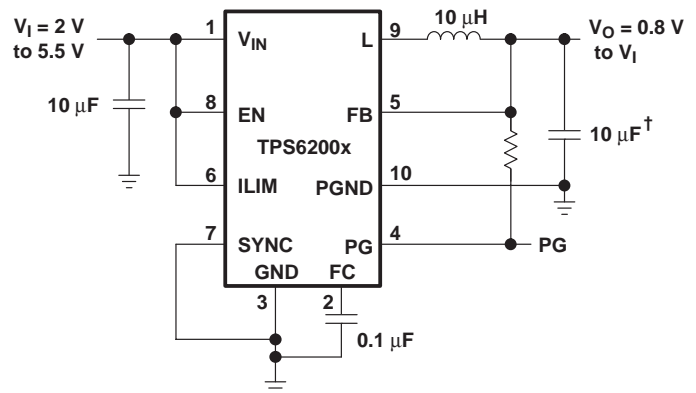 V_I = 2 V
to 5.5 V
10 µF
1
V_IN
8
EN
6
ILIM
7
SYNC
GND
3
FC
2
0.1 µF
TPS6200x
L
9
10 µH
FB
5
PGND
10
PG
4
PG
V_O = 0.8 V
to V_I
10 µF†